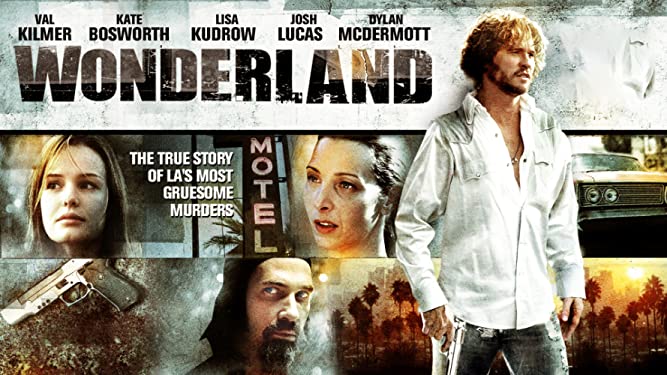 VAL KILMER
KATE BOSWORTH
LISA KUDROW
JOSH LUCAS
DYLAN MCDERMOTT
WONDERLAND
THE TRUE STORY
OF LA'S MOST
GRUESOME
MURDERS
MOTEL